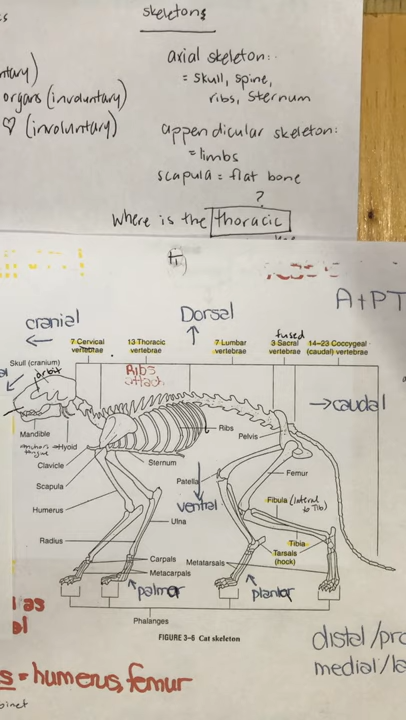 skeletons
axial skeleton:
= skull, spine,
ribs, sternum
organs (involuntary)
♡ (involuntary)
appendicular skeleton:
= limbs
scapula = flat bone
?
Where is the thoracic
A+PT
cranial
Dorsal
fused
7 Cervical vertebrae
13 Thoracic vertebrae
7 Lumbar vertebrae
3 Sacral vertebrae
14–23 Coccygeal (caudal) vertebrae
Skull (cranium)
orbit
Ribs
attach
caudal
Mandible
Hyoid
anchors
tongue
Ribs
Pelvis
Clavicle
Sternum
Scapula
Patella
Femur
ventral
Humerus
Ulna
Fibula (lateral to Tib)
Radius
Tibia
Carpals
Metatarsals
Tarsals (hock)
Metacarpals
palmar
plantar
Phalanges
FIGURE 3–6 Cat skeleton
as
distal/pro
medial/la
= humerus, femur